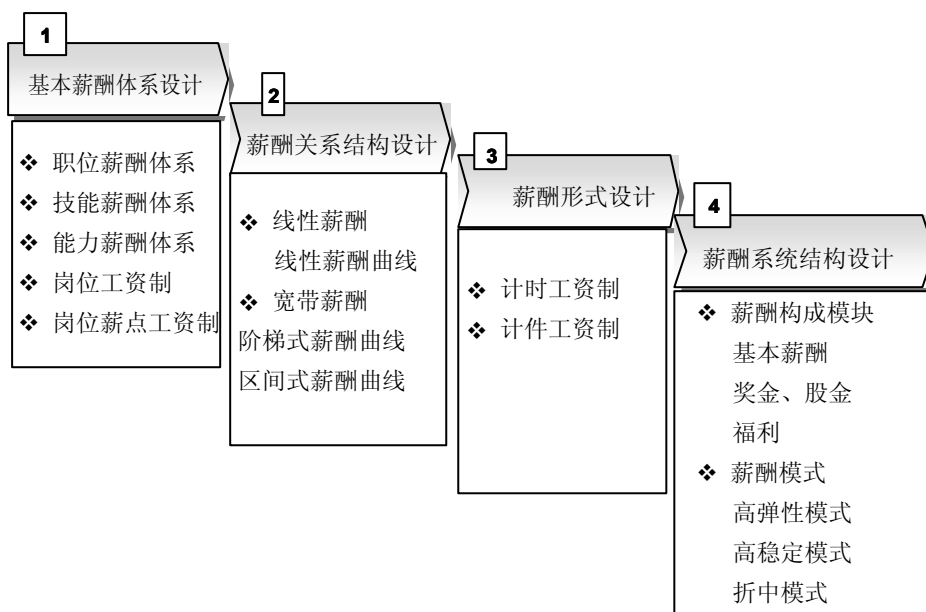 1
基本薪酬体系设计
❖ 职位薪酬体系
❖ 技能薪酬体系
❖ 能力薪酬体系
❖ 岗位工资制
❖ 岗位薪点工资制
2
薪酬关系结构设计
❖ 线性薪酬
线性薪酬曲线
❖ 宽带薪酬
阶梯式薪酬曲线
区间式薪酬曲线
3
薪酬形式设计
❖ 计时工资制
❖ 计件工资制
4
薪酬系统结构设计
❖ 薪酬构成模块
基本薪酬
奖金、股金
福利
❖ 薪酬模式
高弹性模式
高稳定模式
折中模式